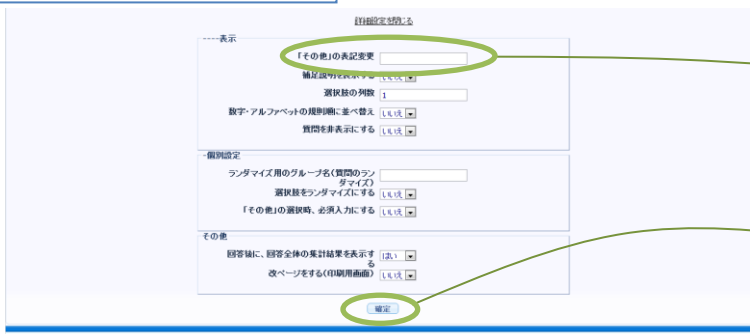 詳細設定を閉じる
表示
「その他」の表記変更
補足説明を表示する いいえ
選択肢の列数 1
数字・アルファベットの規則順に並べ替え いいえ
質問を非表示にする いいえ
個別設定
ランダマイズ用のグループ名(質問のラン
ダマイズ)
選択肢をランダマイズにする いいえ
「その他」の選択時、必須入力にする いいえ
その他
回答後に、回答全体の集計結果を表示す はい
る
改ページをする(印刷用画面) いいえ
確定